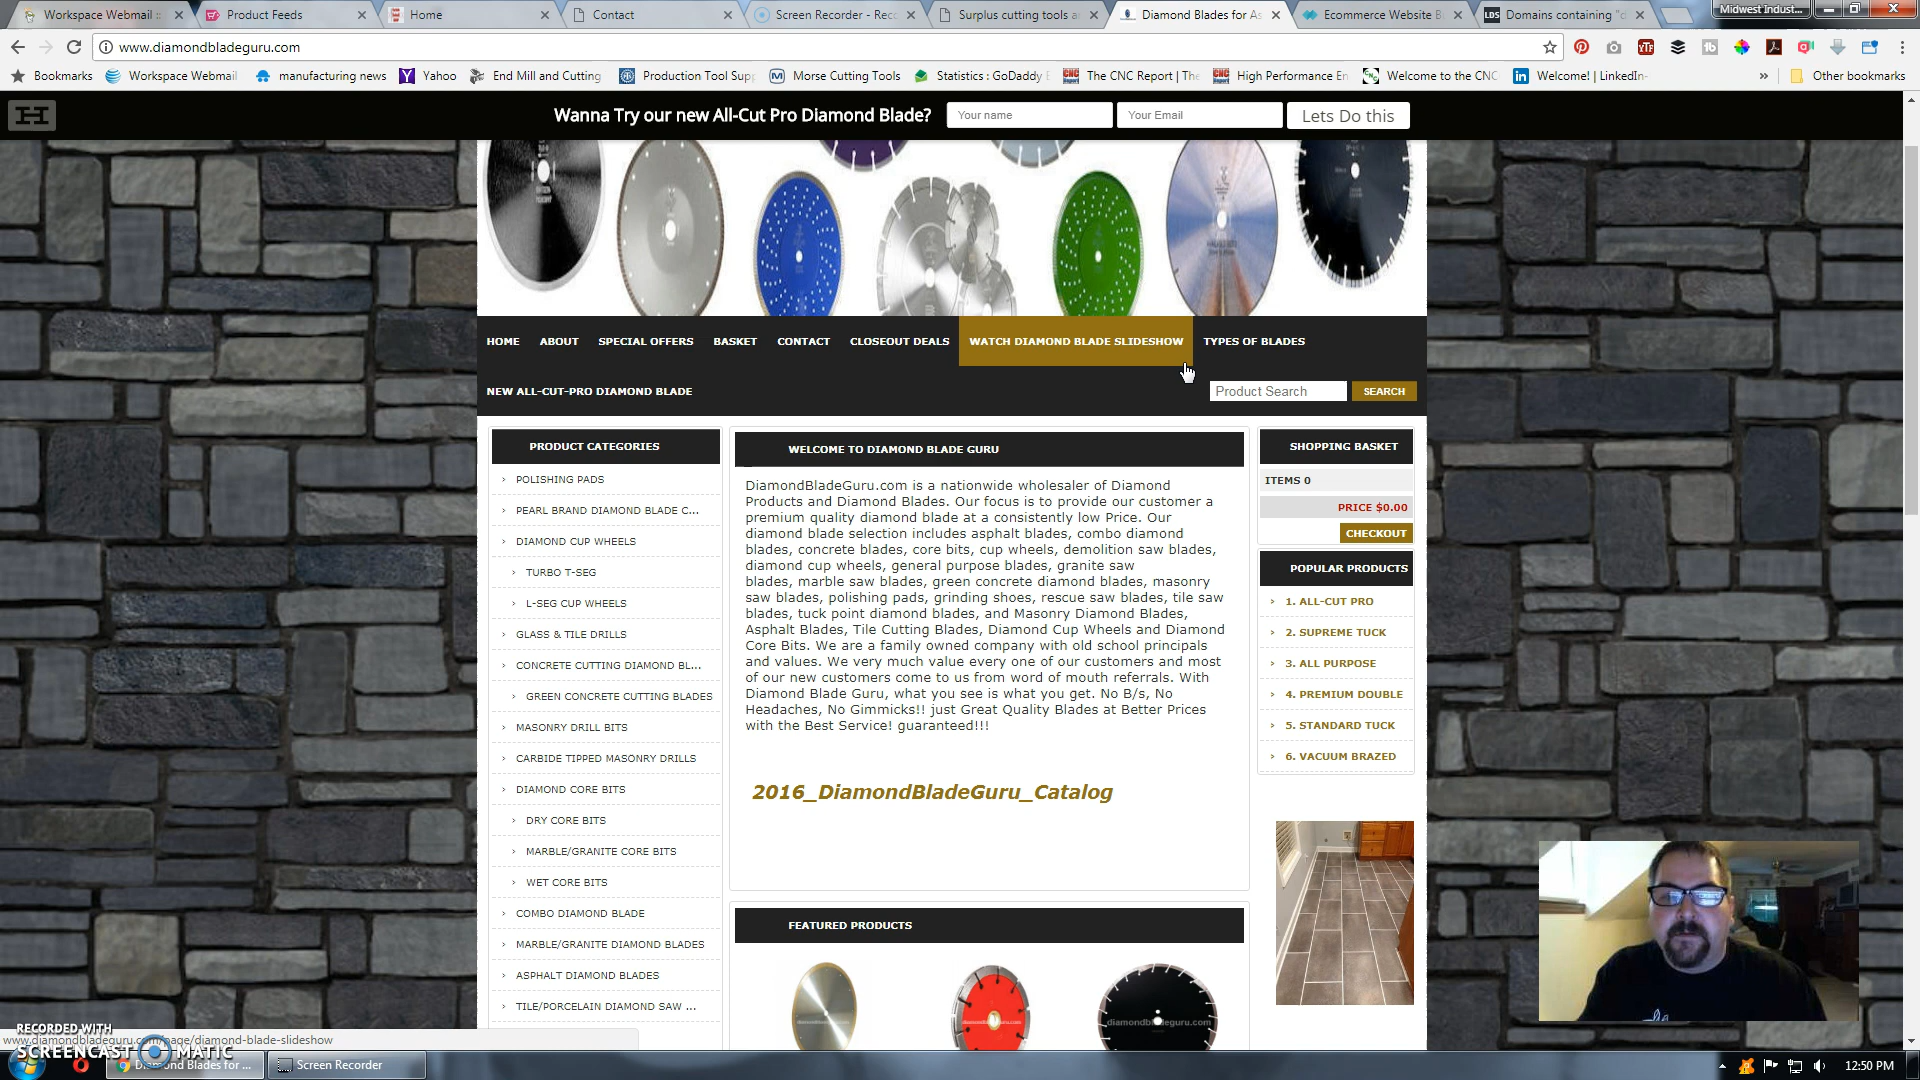 Workspace Webmail ::
Product Feeds
Home
Contact
Screen Recorder - Rec
Surplus cutting tools a
Diamond Blades for As
Ecommerce Website B
Domains containing "d
Midwest Indust...
www.diamondbladeguru.com
Bookmarks
Workspace Webmail
manufacturing news
Yahoo
End Mill and Cutting
Production Tool Sup
Morse Cutting Tools
Statistics : GoDaddy
The CNC Report | The
High Performance En
Welcome to the CNC
Welcome! | LinkedIn
Other bookmarks
Wanna Try our new All-Cut Pro Diamond Blade?
Your name
Your Email
Lets Do this
HOME
ABOUT
SPECIAL OFFERS
BASKET
CONTACT
CLOSEOUT DEALS
WATCH DIAMOND BLADE SLIDESHOW
TYPES OF BLADES
NEW ALL-CUT-PRO DIAMOND BLADE
Product Search
SEARCH
PRODUCT CATEGORIES
POLISHING PADS
PEARL BRAND DIAMOND BLADE C...
DIAMOND CUP WHEELS
TURBO T-SEG
L-SEG CUP WHEELS
GLASS & TILE DRILLS
CONCRETE CUTTING DIAMOND BL...
GREEN CONCRETE CUTTING BLADES
MASONRY DRILL BITS
CARBIDE TIPPED MASONRY DRILLS
DIAMOND CORE BITS
DRY CORE BITS
MARBLE/GRANITE CORE BITS
WET CORE BITS
COMBO DIAMOND BLADE
MARBLE/GRANITE DIAMOND BLADES
ASPHALT DIAMOND BLADES
TILE/PORCELAIN DIAMOND SAW ...
WELCOME TO DIAMOND BLADE GURU
DiamondBladeGuru.com is a nationwide wholesaler of Diamond
Products and Diamond Blades. Our focus is to provide our customer a
premium quality diamond blade at a consistently low Price. Our
diamond blade selection includes asphalt blades, combo diamond
blades, concrete blades, core bits, cup wheels, demolition saw blades,
diamond cup wheels, general purpose blades, granite saw
blades, marble saw blades, green concrete diamond blades, masonry
saw blades, polishing pads, grinding shoes, rescue saw blades, tile saw
blades, tuck point diamond blades, and Masonry Diamond Blades,
Asphalt Blades, Tile Cutting Blades, Diamond Cup Wheels and Diamond
Core Bits. We are a family owned company with old school principals
and values. We very much value every one of our customers and most
of our new customers come to us from word of mouth referrals. With
Diamond Blade Guru, what you see is what you get. No B/s, No
Headaches, No Gimmicks!! just Great Quality Blades at Better Prices
with the Best Service! guaranteed!!!
2016_DiamondBladeGuru_Catalog
FEATURED PRODUCTS
diamondbladeguru.com
SHOPPING BASKET
ITEMS 0
PRICE $0.00
CHECKOUT
POPULAR PRODUCTS
1. ALL-CUT PRO
2. SUPREME TUCK
3. ALL PURPOSE
4. PREMIUM DOUBLE
5. STANDARD TUCK
6. VACUUM BRAZED
RECORDED WITH
www.diamondbladeguru.com/page/diamond-blade-slideshow
SCREENCAST MATIC
Diamond Blades for ...
Screen Recorder
12:50 PM